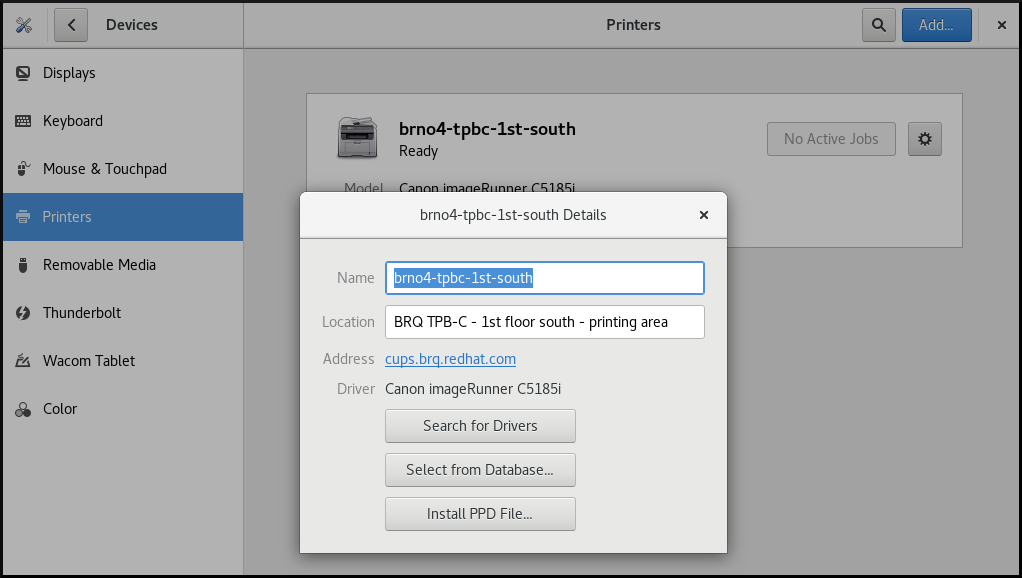 Devices
Printers
Add...
Displays
Keyboard
Mouse & Touchpad
Printers
Removable Media
Thunderbolt
Wacom Tablet
Color
brno4-tpbc-1st-south
Ready
No Active Jobs
Model Canon imageRunner C5185i
brno4-tpbc-1st-south Details
Name brno4-tpbc-1st-south
Location BRQ TPB-C - 1st floor south - printing area
Address cups.brq.redhat.com
Driver Canon imageRunner C5185i
Search for Drivers
Select from Database...
Install PPD File...